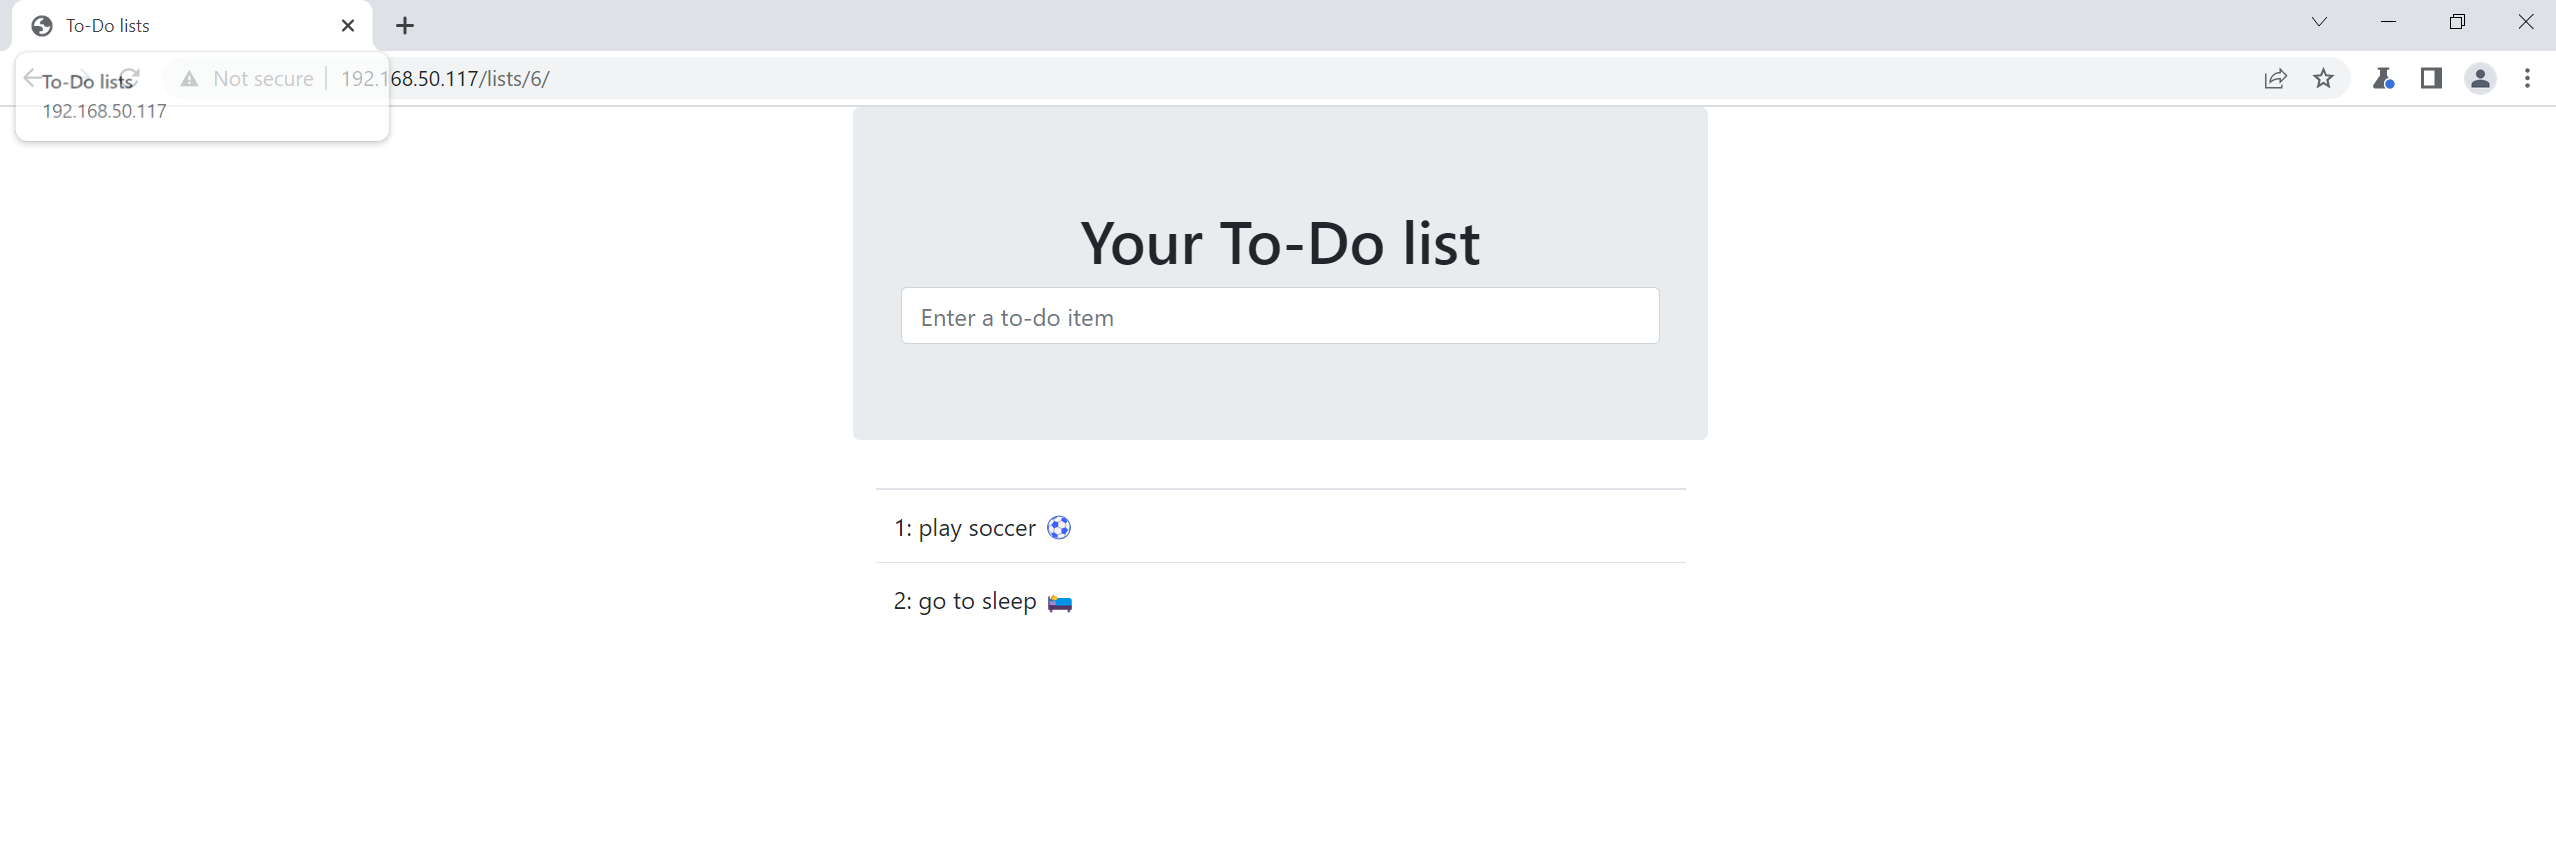 To-Do lists
To-Do lists
Not secure
192.168.50.117/lists/6/
192.168.50.117
Your To-Do list
Enter a to-do item
1: play soccer ⚽
2: go to sleep 🛌